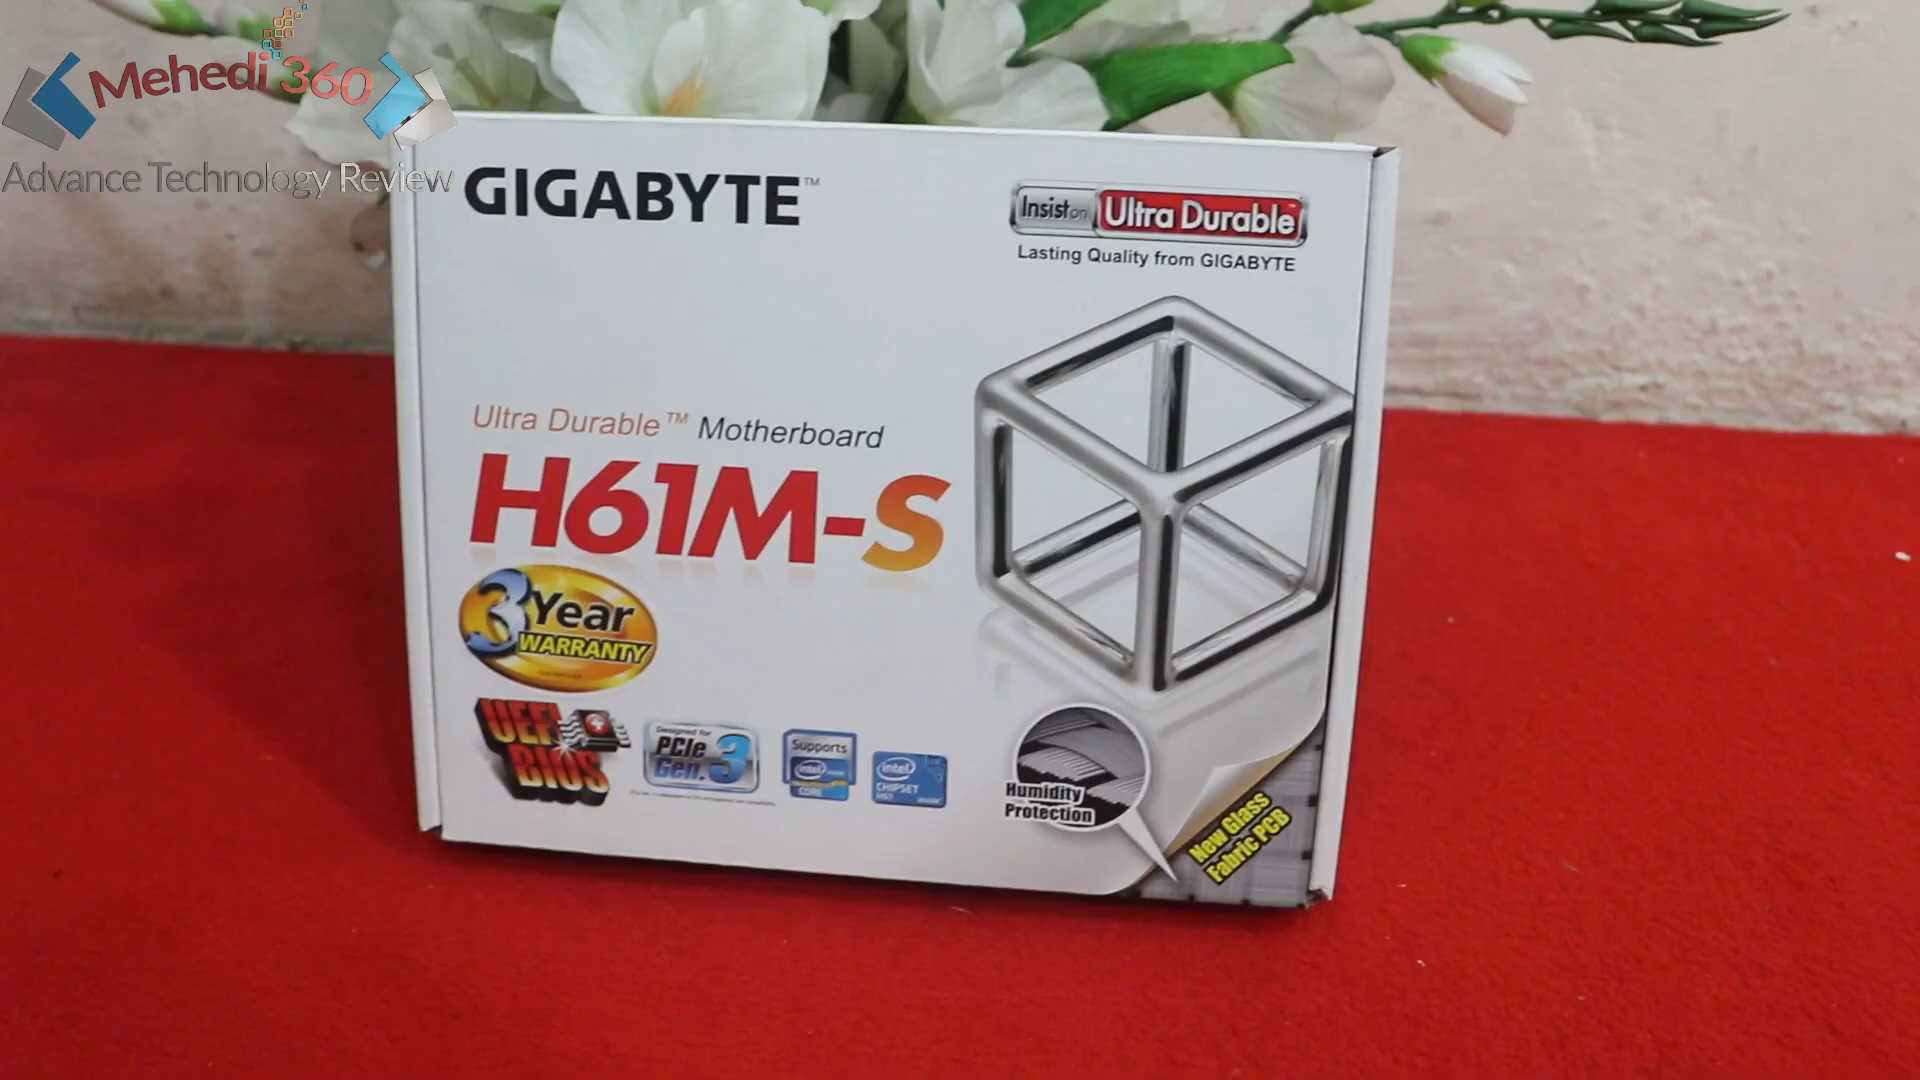 Mehedi 360
Advance Technology Review
GIGABYTE™
Insist on Ultra Durable™
Lasting Quality from GIGABYTE
Ultra Durable™ Motherboard
H61M-S
3 Year
WARRANTY
UEFI
BIOS
Designed for
PCIe
Gen. 3
Supports
intel
CORE
intel
CHIPSET
H61
Humidity
Protection
New Glass
Fabric PCB